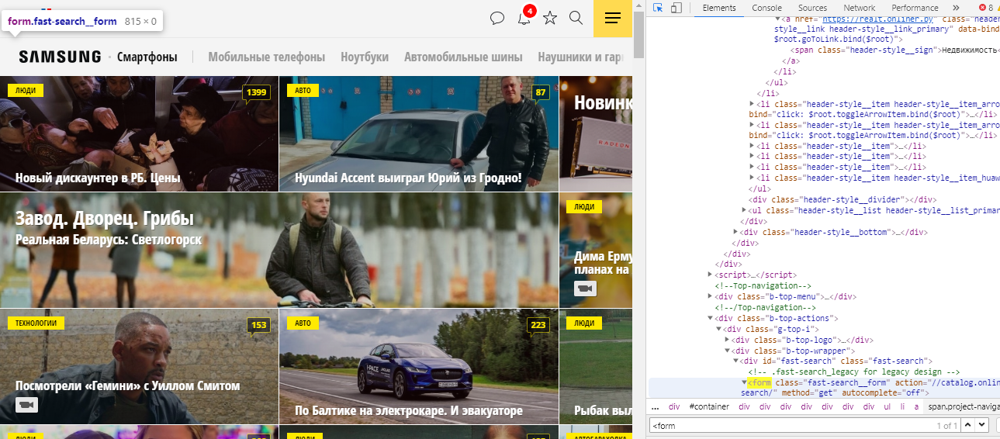 form.fast-search__form 815 × 0
4
SAMSUNG · Смартфоны
Мобильные телефоны Ноутбуки Автомобильные шины Наушники и гарн
ЛЮДИ
1399
Новый дискаунтер в РБ. Цены
АВТО
87
Hyundai Accent выиграл Юрий из Гродно!
Новинк
RADEON
Завод. Дворец. Грибы
Реальная Беларусь: Светлогорск
ЛЮДИ
Дима Ерму
планах на
ТЕХНОЛОГИИ
153
Посмотрели «Гемини» с Уиллом Смитом
АВТО
223
I-PACE
JAGUAR
По Балтике на электрокаре. И эвакуаторе
ЛЮДИ
Рыбак выл
ЛЮДИ
ЛЮДИ
АВТОБАРАХОЛКА
Elements Console Sources Network Performance » 8
<a href="https://realt.onliner.by" class="header-
style__link header-style__link_primary" data-bind
$root.goToLink.bind($root)">
<span class="header-style__sign">Недвижимость<
</a>
</li>
</ul>
</li>
<li class="header-style__item header-style__item_arro
bind="click: $root.toggleArrowItem.bind($root)">…</li>
<li class="header-style__item header-style__item_arro
bind="click: $root.toggleArrowItem.bind($root)">…</li>
<li class="header-style__item">…</li>
<li class="header-style__item">…</li>
<li class="header-style__item">…</li>
<li class="header-style__item header-style__item_huaw
</ul>
<div class="header-style__divider"></div>
<ul class="header-style__list header-style__list_primar
</div>
<div class="header-style__bottom">…</div>
</div>
</div>
</div>
<script>…</script>
<!--Top-navigation-->
<div class="b-top-menu">…</div>
<!--/Top-navigation-->
<div class="b-top-actions">
<div class="g-top-i">
<div class="b-top-logo">…</div>
<div class="b-top-wrapper">
<div id="fast-search" class="fast-search">
<!-- .fast-search_legacy for legacy design -->
<form class="fast-search__form" action="//catalog.onlin
search/" method="get" autocomplete="off">
... div #container div div div div div div div ul li a span.project-naviga
<form 1 of 1